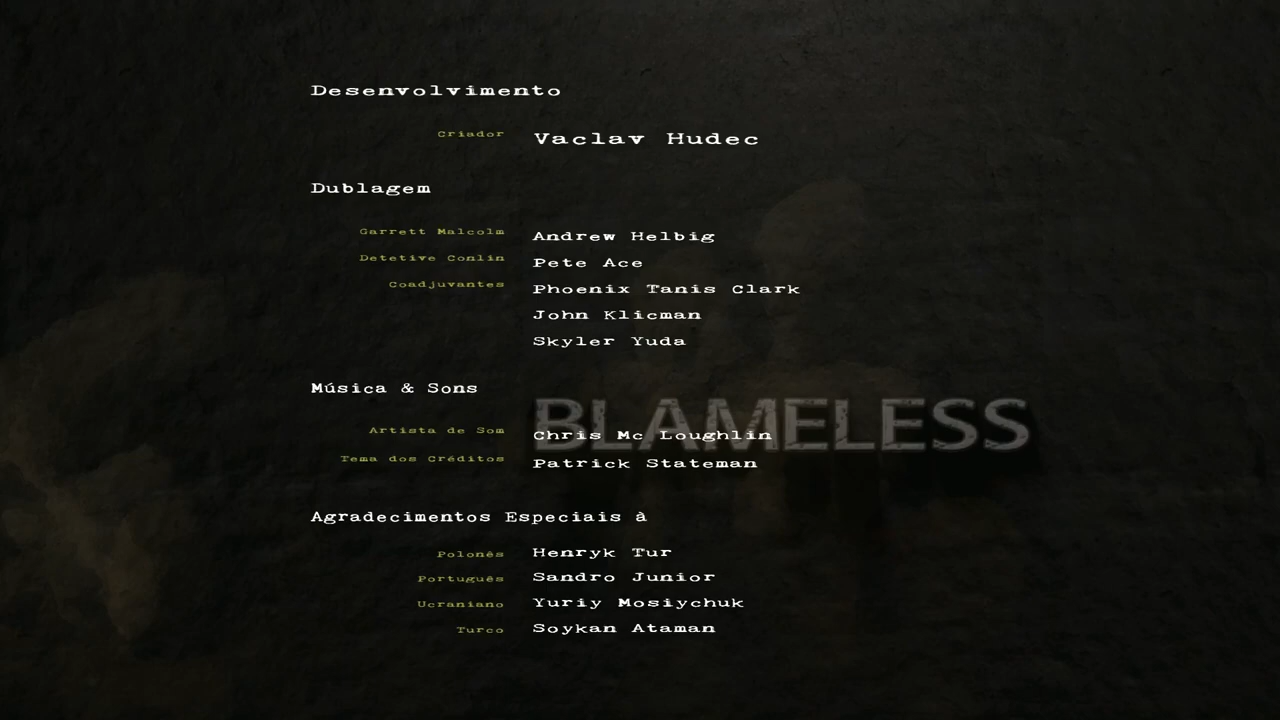 Desenvolvimento
Criador Vaclav Hudec
Dublagem
Garrett Malcolm Andrew Helbig
Detetive Conlin Pete Ace
Coadjuvantes Phoenix Tanis Clark
John Klicman
Skyler Yuda
Música & Sons
BLAMELESS
Artista de Som Chris Mc Loughlin
Tema dos Créditos Patrick Stateman
Agradecimentos Especiais à
Polonês Henryk Tur
Português Sandro Junior
Ucraniano Yuriy Mosiychuk
Turco Soykan Ataman